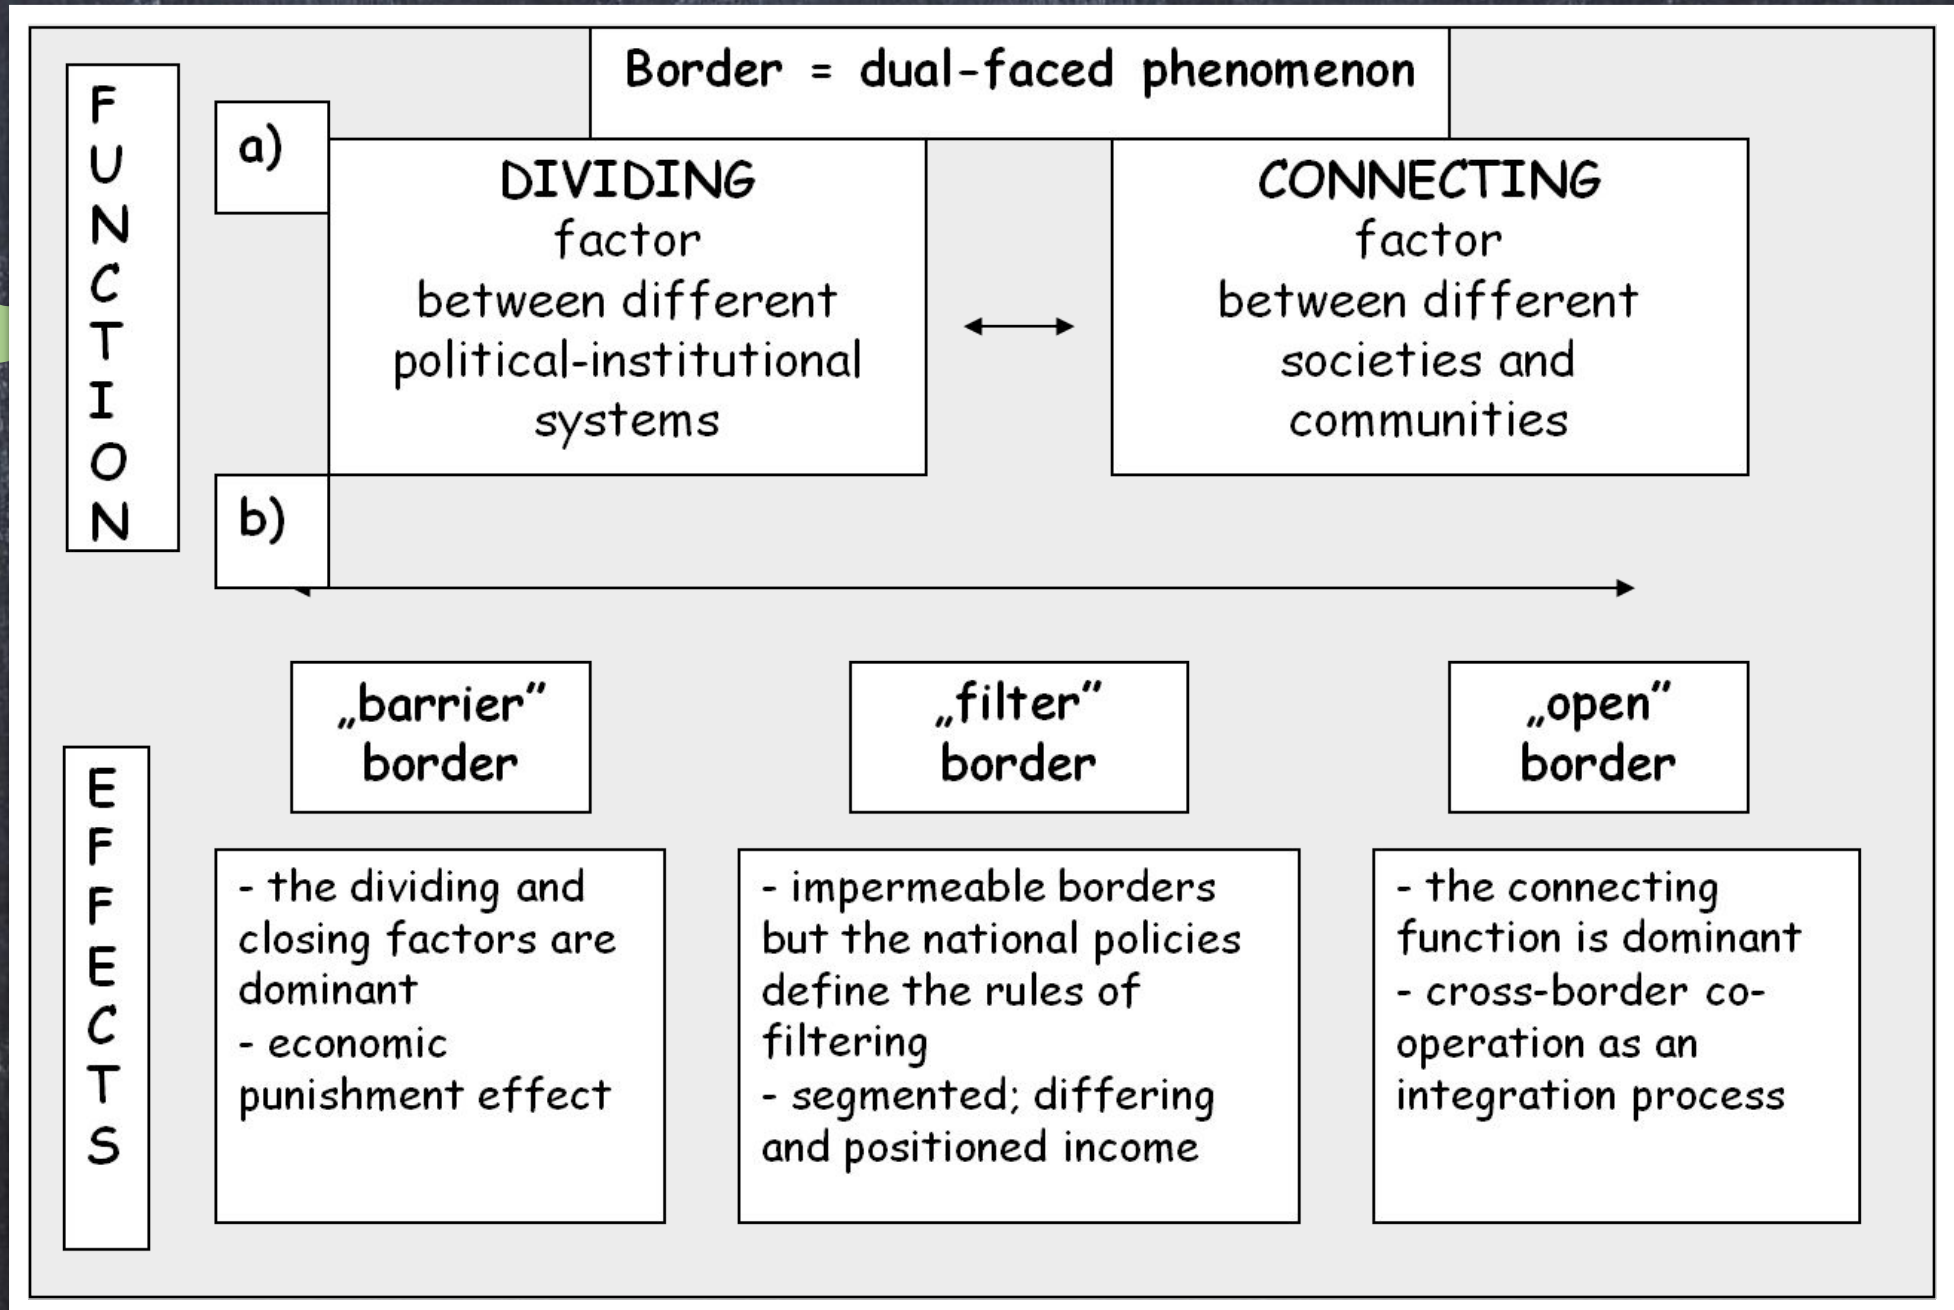 Border = dual-faced phenomenon
FUNCTION
a)
DIVIDING
factor
between different
political-institutional
systems
CONNECTING
factor
between different
societies and
communities
b)
„barrier”
border
„filter”
border
„open”
border
EFFECTS
- the dividing and
closing factors are
dominant
- economic
punishment effect
- impermeable borders
but the national policies
define the rules of
filtering
- segmented; differing
and positioned income
- the connecting
function is dominant
- cross-border co-
operation as an
integration process